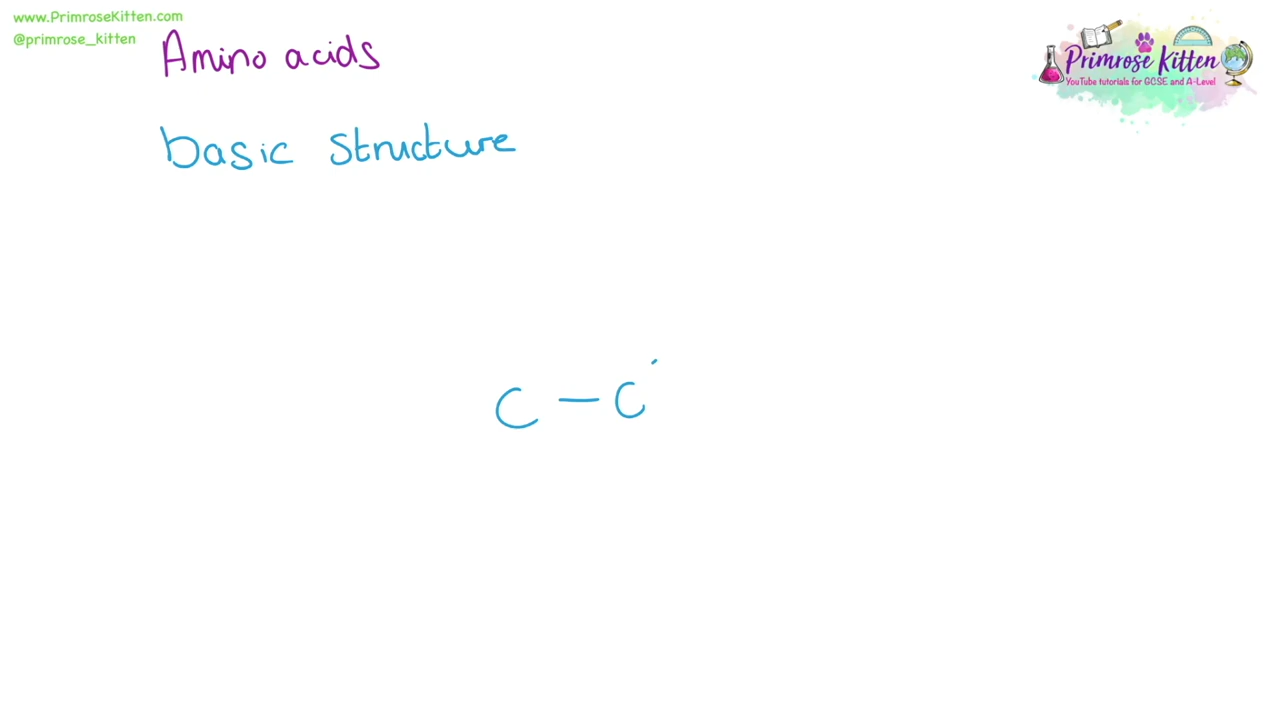 www.PrimroseKitten.com
@primrose_kitten
Amino acids
Primrose Kitten
YouTube tutorials for GCSE and A-Level
basic structure
C — C